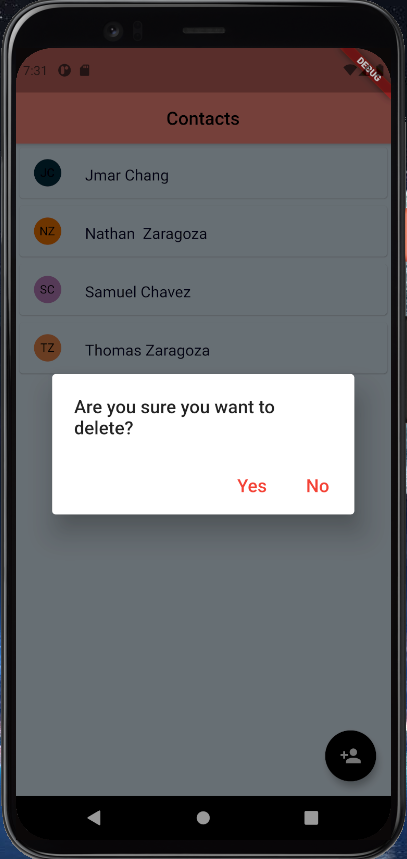 7:31
DEBUG
Contacts
JC Jmar Chang
NZ Nathan  Zaragoza
SC Samuel Chavez
TZ Thomas Zaragoza
Are you sure you want to
delete?
Yes No